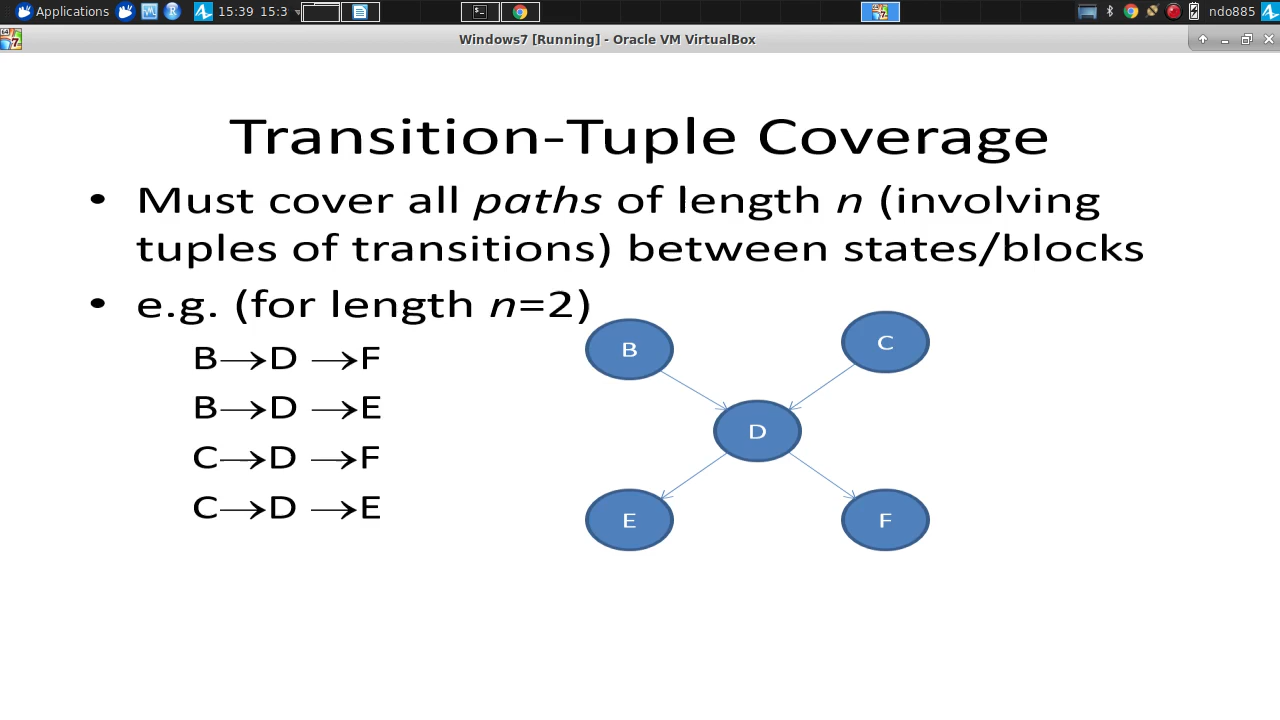 Applications 15:39 15:3 ndo885
Windows7 [Running] - Oracle VM VirtualBox
Transition-Tuple Coverage
• Must cover all paths of length n (involving
tuples of transitions) between states/blocks
• e.g. (for length n=2)
B→D →F
B→D →E
C→D →F
C→D →E
B
C
D
E
F